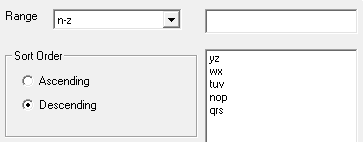 Range n-z
Sort Order
Ascending
Descending
yz
wx
tuv
nop
qrs